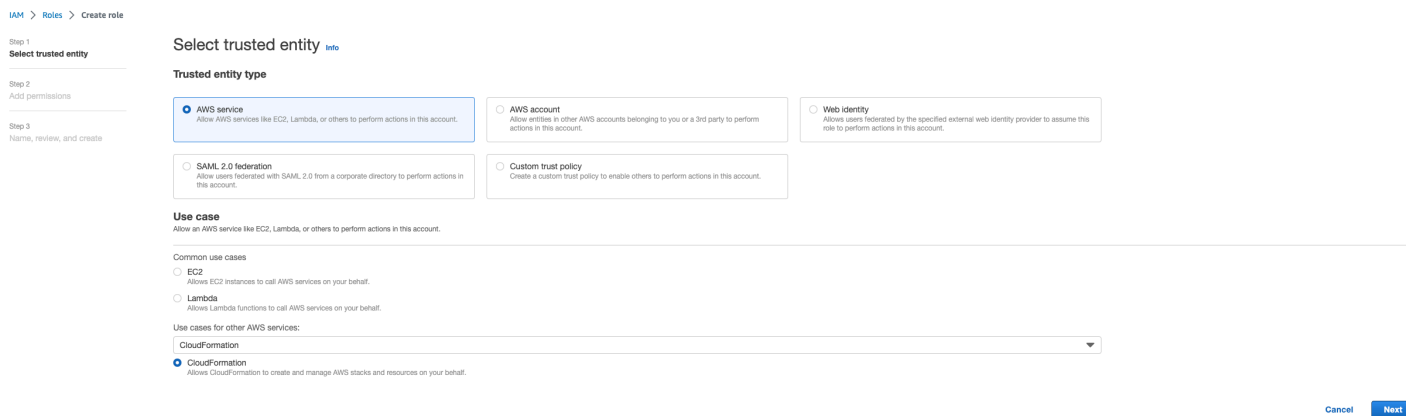 IAM > Roles > Create role
Step 1
Select trusted entity
Step 2
Add permissions
Step 3
Name, review, and create
Select trusted entity Info
Trusted entity type
AWS service
Allow AWS services like EC2, Lambda, or others to perform actions in this account.
AWS account
Allow entities in other AWS accounts belonging to you or a 3rd party to perform
actions in this account.
Web identity
Allows users federated by the specified external web identity provider to assume this
role to perform actions in this account.
SAML 2.0 federation
Allow users federated with SAML 2.0 from a corporate directory to perform actions in
this account.
Custom trust policy
Create a custom trust policy to enable others to perform actions in this account.
Use case
Allow an AWS service like EC2, Lambda, or others to perform actions in this account.
Common use cases
EC2
Allows EC2 instances to call AWS services on your behalf.
Lambda
Allows Lambda functions to call AWS services on your behalf.
Use cases for other AWS services:
CloudFormation
CloudFormation
Allows CloudFormation to create and manage AWS stacks and resources on your behalf.
Cancel
Next